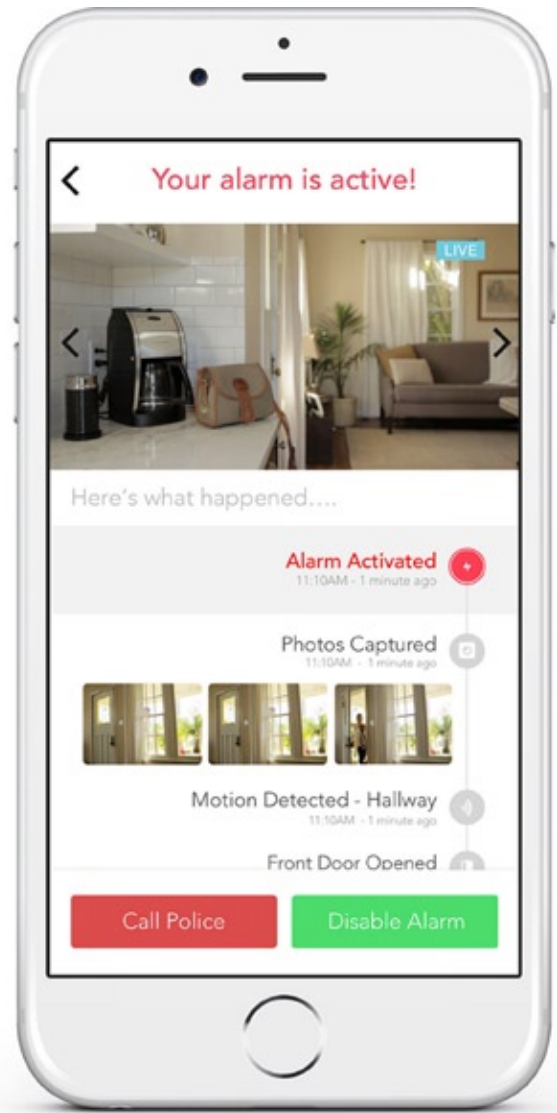 Your alarm is active!
LIVE
Here's what happened....
Alarm Activated
11:10AM - 1 minute ago
Photos Captured
11:10AM - 1 minute ago
Motion Detected - Hallway
11:10AM - 1 minute ago
Front Door Opened
Call Police
Disable Alarm